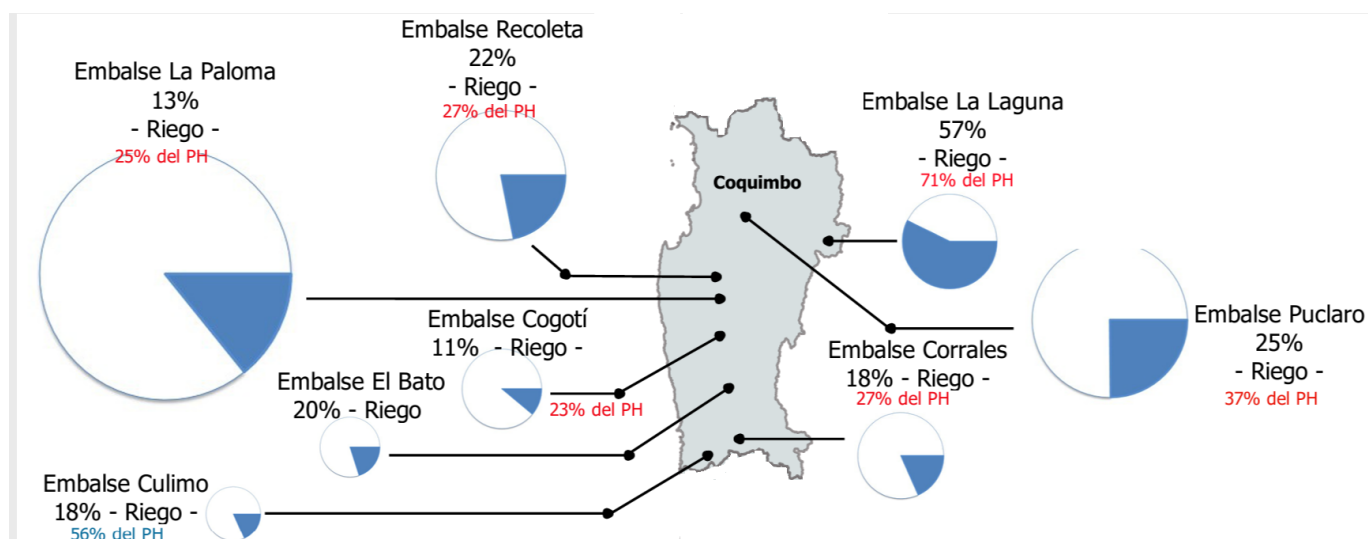 Embalse La Paloma
13%
- Riego -
25% del PH
Embalse Recoleta
22%
- Riego -
27% del PH
Embalse La Laguna
57%
- Riego -
71% del PH
Coquimbo
Embalse Puclaro
25%
- Riego -
37% del PH
Embalse Cogotí
11% - Riego -
23% del PH
Embalse Corrales
18% - Riego -
27% del PH
Embalse El Bato
20% - Riego
Embalse Culimo
18% - Riego -
56% del PH